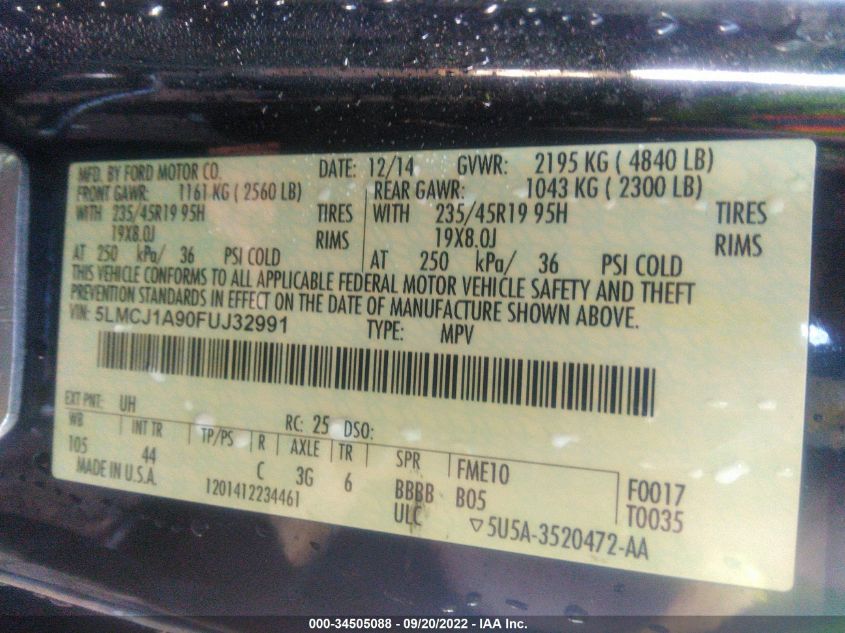 MFD. BY FORD MOTOR CO. DATE: 12/14 GVWR: 2195 KG ( 4840 LB)
FRONT GAWR: 1161 KG ( 2560 LB) REAR GAWR: 1043 KG ( 2300 LB)
WITH 235/45R19 95H TIRES WITH 235/45R19 95H TIRES
19X8.0J RIMS 19X8.0J RIMS
AT 250 kPa/ 36 PSI COLD AT 250 kPa/ 36 PSI COLD
THIS VEHICLE CONFORMS TO ALL APPLICABLE FEDERAL MOTOR VEHICLE SAFETY AND THEFT
PREVENTION STANDARDS IN EFFECT ON THE DATE OF MANUFACTURE SHOWN ABOVE.
VIN: 5LMCJ1A90FUJ32991 TYPE: MPV
EXT PNT: UH RC: 25 DSO:
WB INT TR TP/PS R AXLE TR SPR FME10
105 44 C 3G 6 BBBB B05 F0017
MADE IN U.S.A. 1201412234461 ULC ▽5U5A-3520472-AA T0035
000-34505088 - 09/20/2022 - IAA Inc.